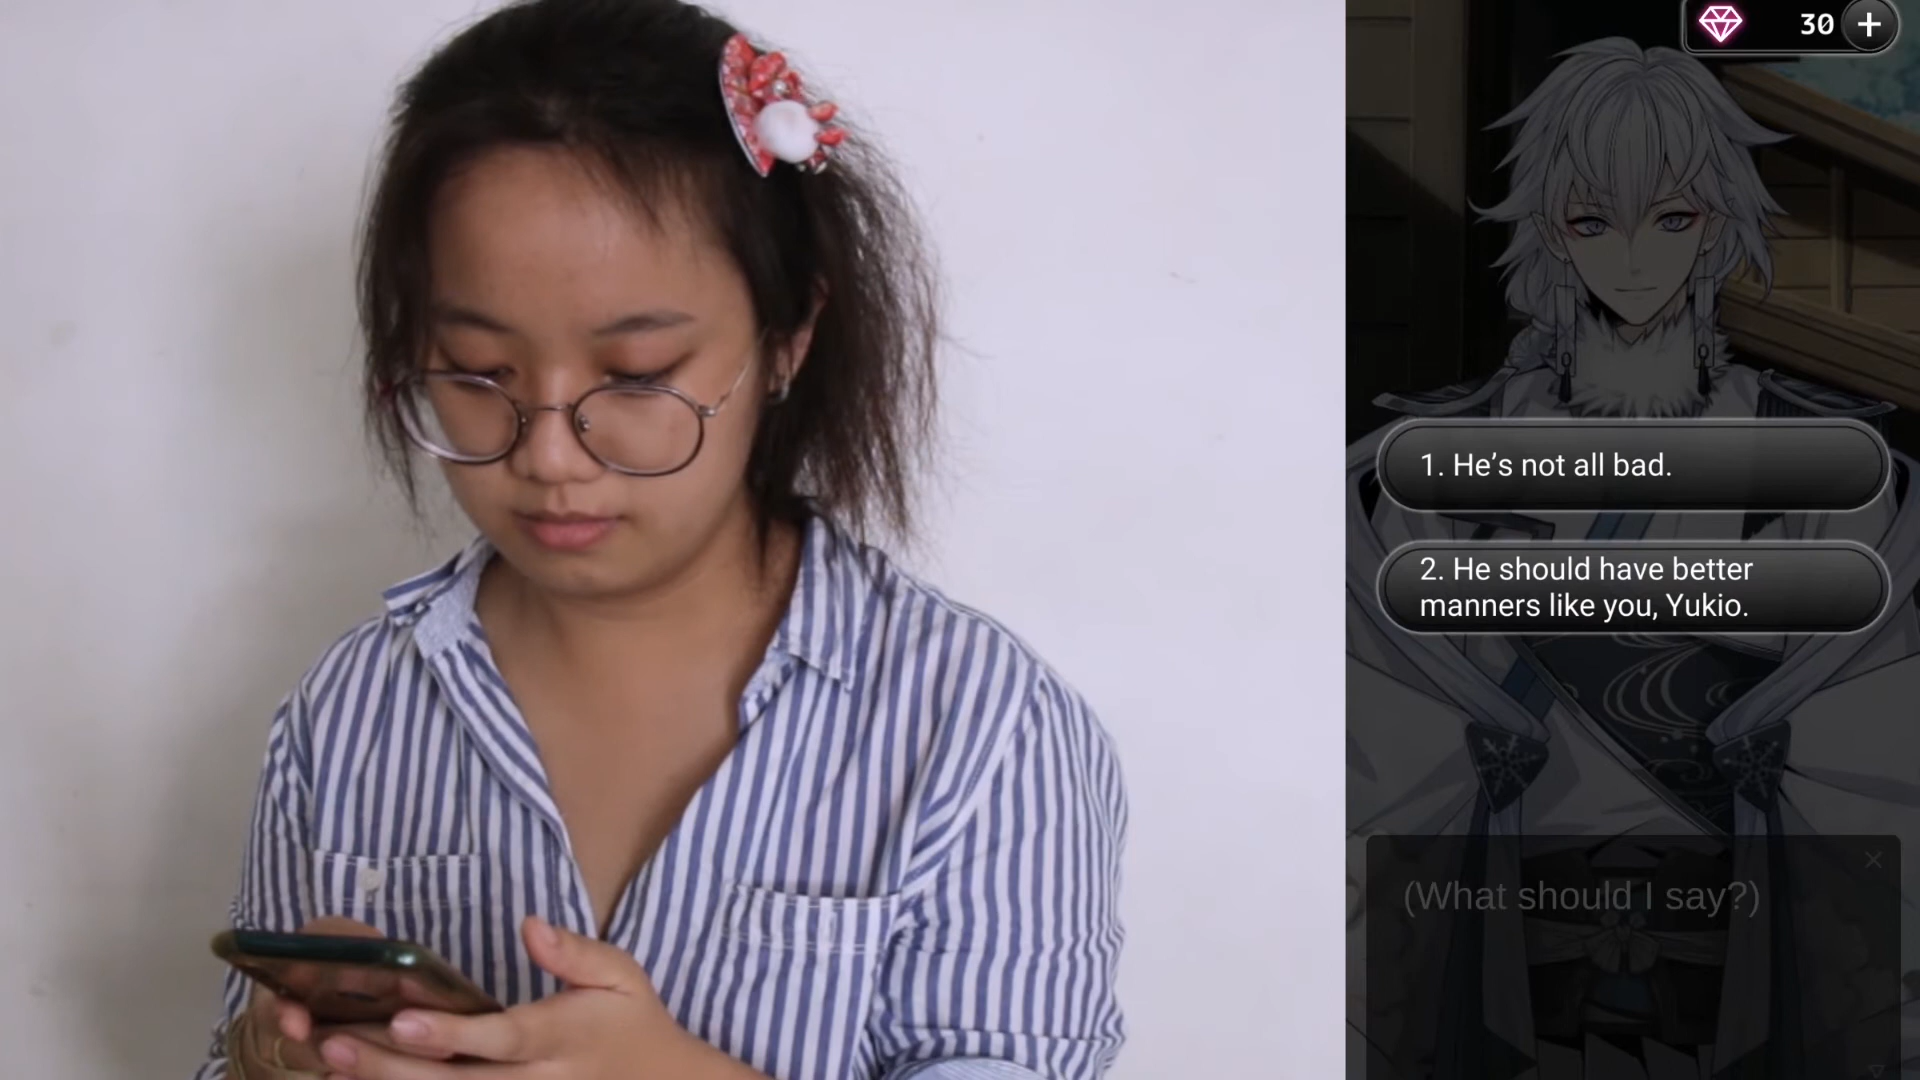 30
1. He’s not all bad.
2. He should have better
manners like you, Yukio.
(What should I say?)